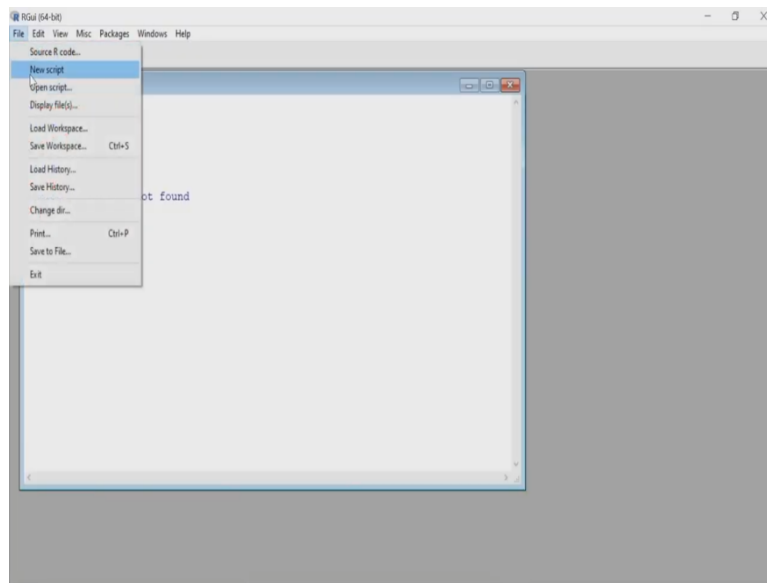 RGui (64-bit)
File Edit View Misc Packages Windows Help
Source R code...
New script
Open script...
Display file(s)...
Load Workspace...
Save Workspace... Ctrl+S
Load History...
Save History...
ot found
Change dir...
Print... Ctrl+P
Save to File...
Exit